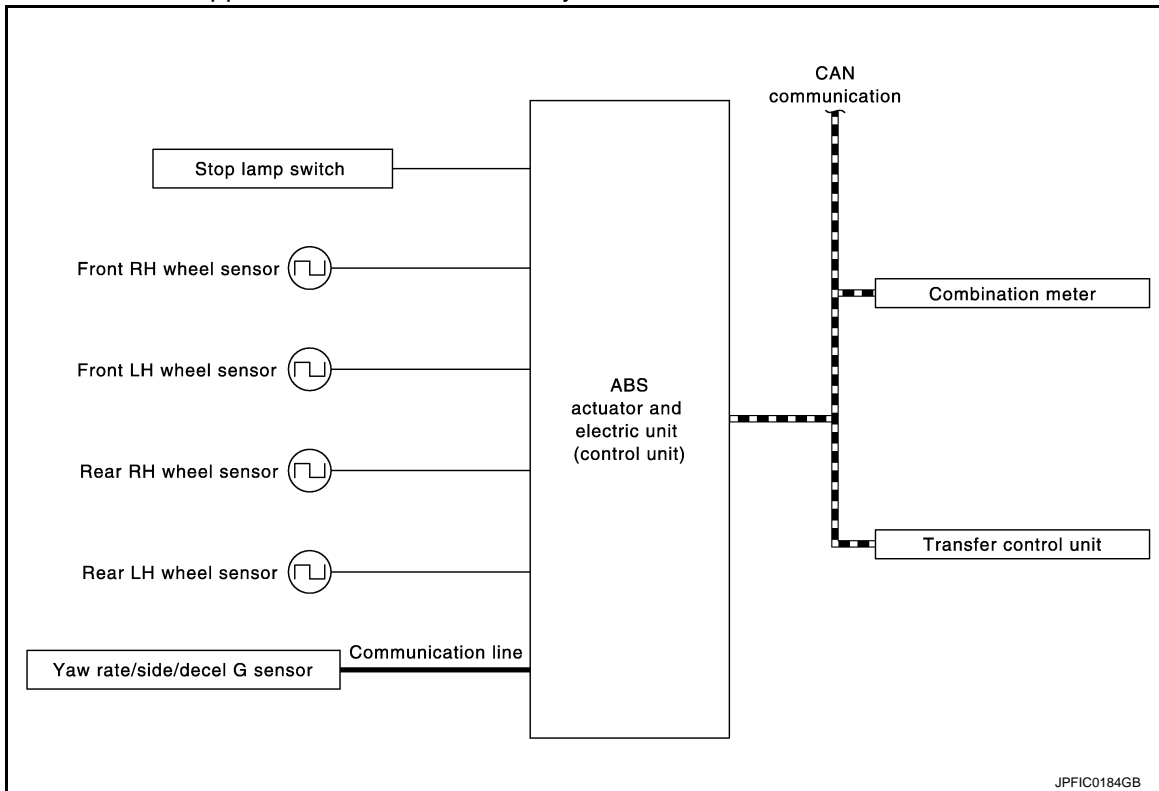 CAN
communication
Stop lamp switch
Front RH wheel sensor
Combination meter
Front LH wheel sensor
ABS
actuator and
electric unit
(control unit)
Rear RH wheel sensor
Transfer control unit
Rear LH wheel sensor
Communication line
Yaw rate/side/decel G sensor
JPFIC0184GB